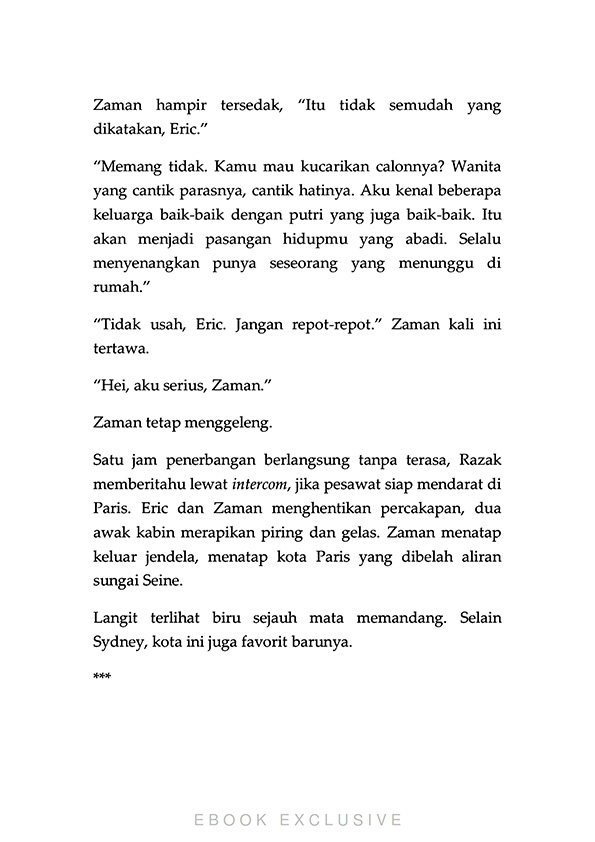 Zaman hampir tersedak, “Itu tidak semudah yang
dikatakan, Eric.”
“Memang tidak. Kamu mau kucarikan calonnya? Wanita
yang cantik parasnya, cantik hatinya. Aku kenal beberapa
keluarga baik-baik dengan putri yang juga baik-baik. Itu
akan menjadi pasangan hidupmu yang abadi. Selalu
menyenangkan punya seseorang yang menunggu di
rumah.”
“Tidak usah, Eric. Jangan repot-repot.” Zaman kali ini
tertawa.
“Hei, aku serius, Zaman.”
Zaman tetap menggeleng.
Satu jam penerbangan berlangsung tanpa terasa, Razak
memberitahu lewat intercom, jika pesawat siap mendarat di
Paris. Eric dan Zaman menghentikan percakapan, dua
awak kabin merapikan piring dan gelas. Zaman menatap
keluar jendela, menatap kota Paris yang dibelah aliran
sungai Seine.
Langit terlihat biru sejauh mata memandang. Selain
Sydney, kota ini juga favorit barunya.
***
EBOOK EXCLUSIVE